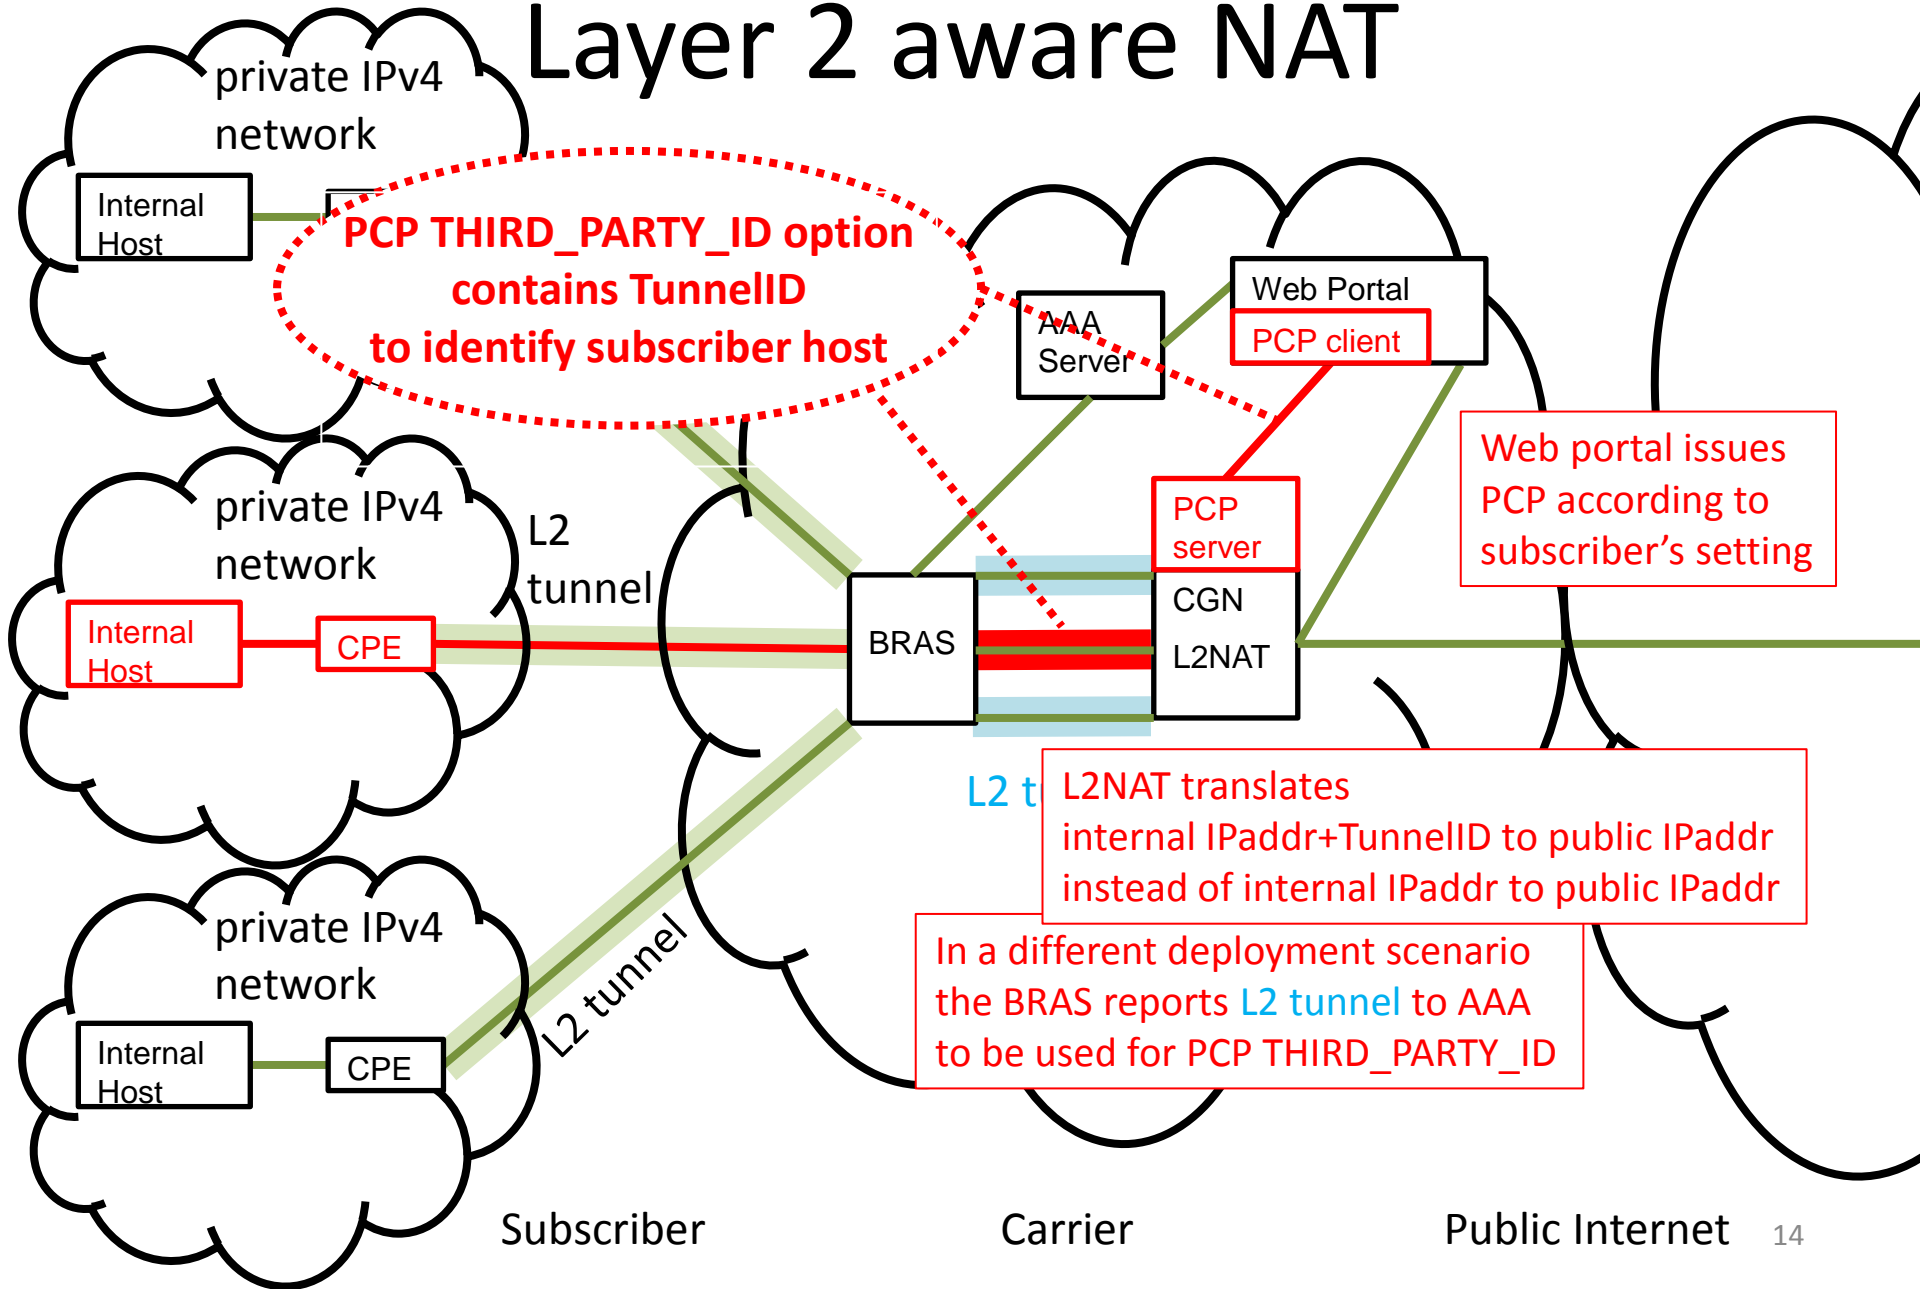 Layer 2 aware NAT
private IPv4
network
Internal
Host
PCP THIRD_PARTY_ID option
contains TunnelID
to identify subscriber host
AAA
Server
Web Portal
PCP client
Web portal issues
PCP according to
subscriber's setting
private IPv4
network
L2
tunnel
Internal
Host
CPE
BRAS
PCP
server
CGN
L2NAT
L2 t
L2NAT translates
internal IPaddr+TunnelID to public IPaddr
instead of internal IPaddr to public IPaddr
In a different deployment scenario
the BRAS reports L2 tunnel to AAA
to be used for PCP THIRD_PARTY_ID
private IPv4
network
Internal
Host
CPE
L2 tunnel
Subscriber
Carrier
Public Internet
14